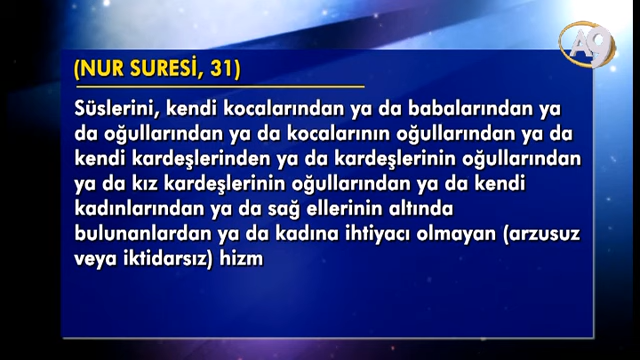 A9
(NUR SURESİ, 31)
Süslerini, kendi kocalarından ya da babalarından ya
da oğullarından ya da kocalarının oğullarından ya da
kendi kardeşlerinden ya da kardeşlerinin oğullarından
ya da kız kardeşlerinin oğullarından ya da kendi
kadınlarından ya da sağ ellerinin altında
bulunanlardan ya da kadına ihtiyacı olmayan (arzusuz
veya iktidarsız) hizm